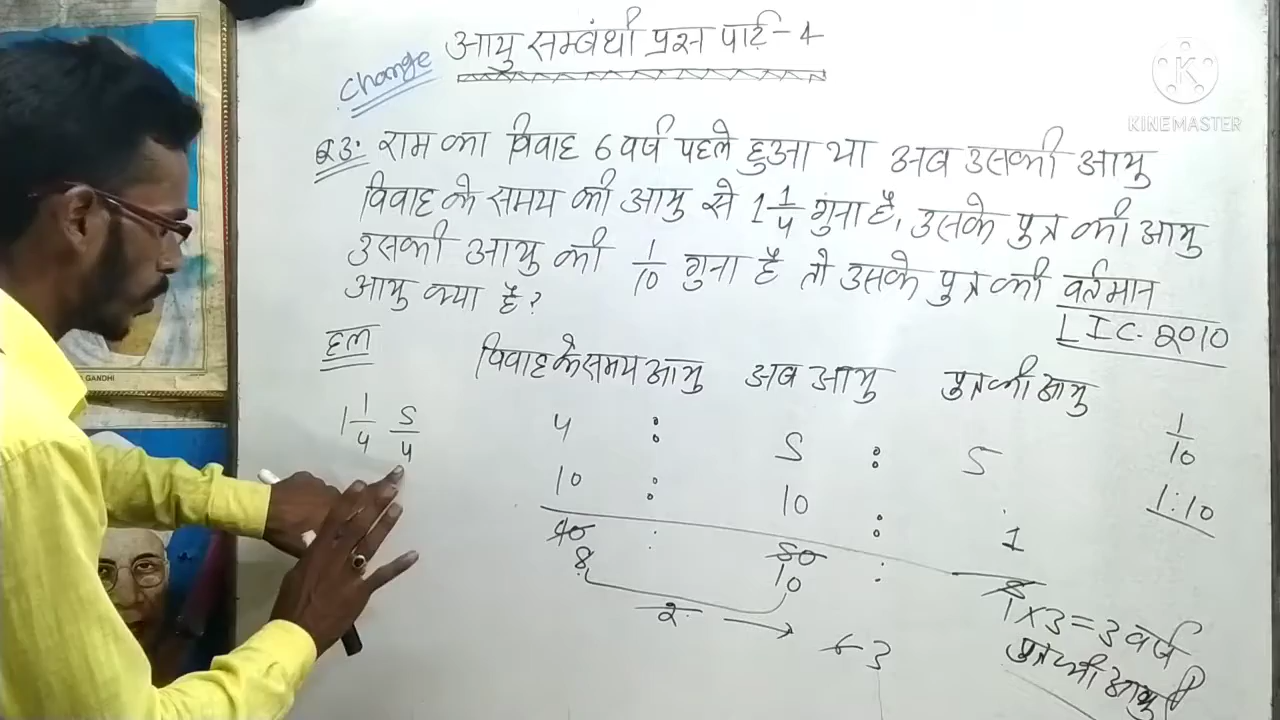 आयु सम्बंधी प्रश्न पार्ट-4
change
KINEMASTER
Q3: राम का विवाह 6 वर्ष पहले हुआ था अब उसकी आयु
विवाह के समय की आयु से 1 1/4 गुना है, उसके पुत्र की आयु
उसकी आयु की 1/10 गुना है तो उसके पुत्र की वर्तमान
आयु क्या है?
LIC-2010
हल
विवाह के समय आयु अब आयु पुत्र की आयु
1 1/4 5/4
4 : 5 : 5
1/10
10 : 10 : 1
1:10
40 : 50 : 5
8 10 1×3=3 वर्ष
2 → 6 3
पुत्र की आयु
GANDHI